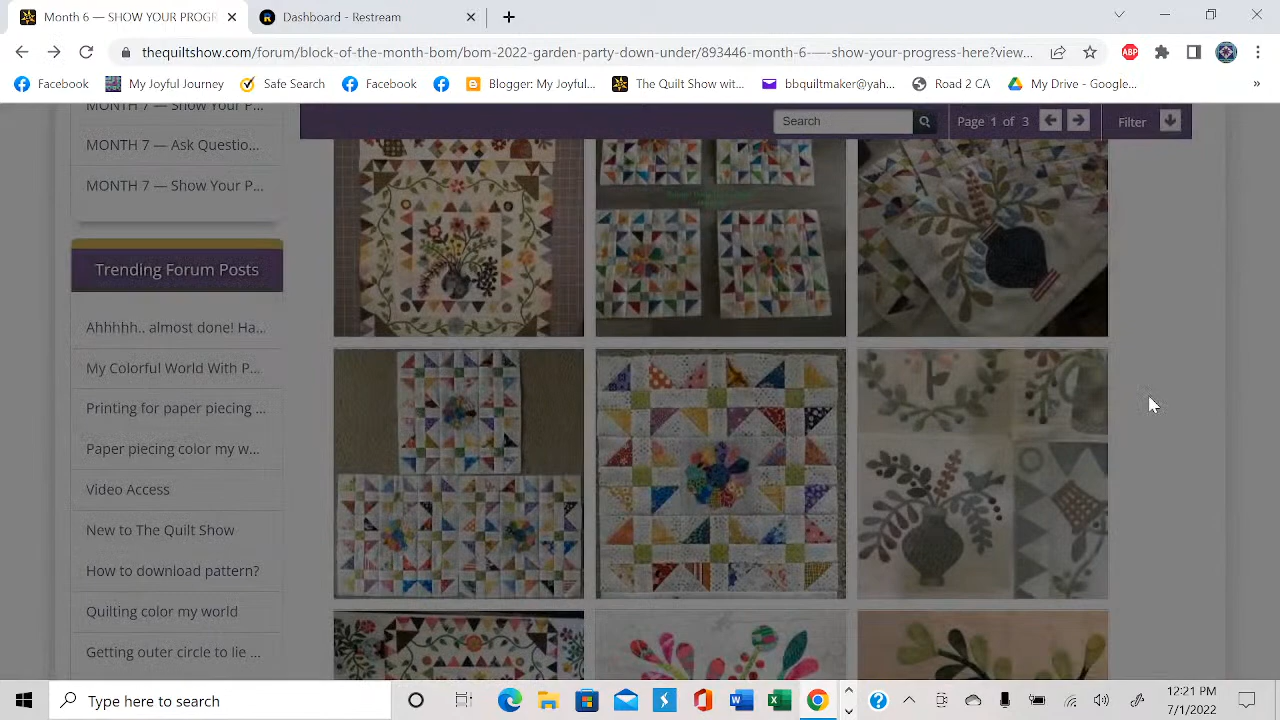 Month 6 — Show Your Progr
Dashboard - Restream
thequiltshow.com/forum/block-of-the-month-bom/bom-2022-garden-party-down-under/893446-month-6-—-show-your-progress-here?view...
ABP
Facebook
My Joyful Journey
Safe Search
Facebook
Blogger: My Joyful...
The Quilt Show wit...
bbquiltmaker@yah...
Road 2 CA
My Drive - Google...
»
MONTH 7 — Show Your P...
Search
Page 1 of 3
Filter
MONTH 7 — Ask Questio...
MONTH 7 — Show Your P...
Trending Forum Posts
Ahhhhh.. almost done! Ha...
My Colorful World With P...
Printing for paper piecing ...
Paper piecing color my w...
Video Access
New to The Quilt Show
How to download pattern?
Quilting color my world
Getting outer circle to lie ...
Type here to search
12:21 PM
7/1/2022